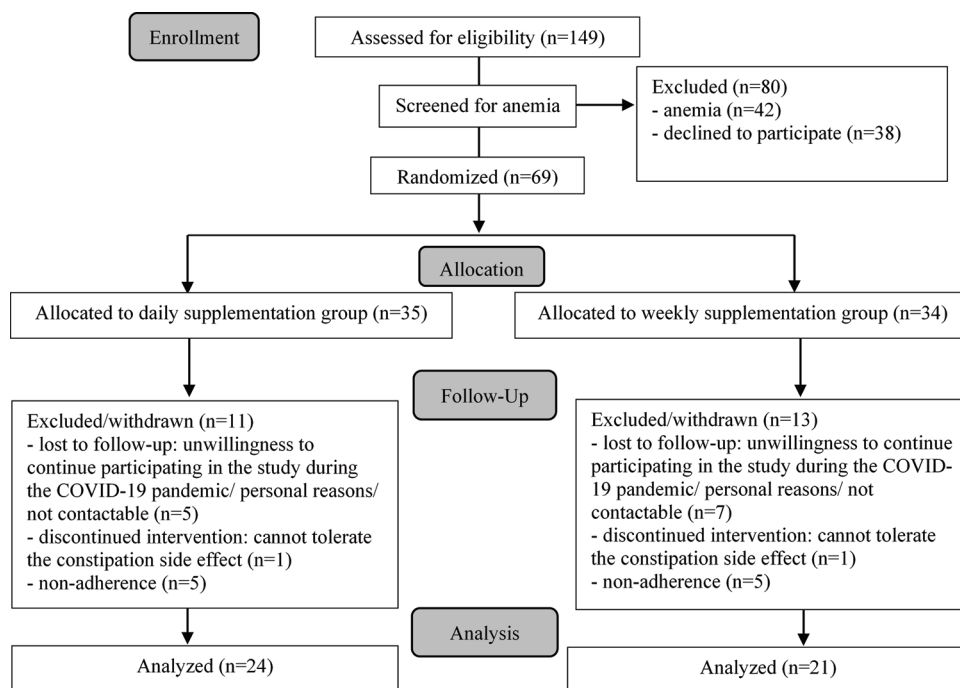 Enrollment
Assessed for eligibility (n=149)
Screened for anemia
Excluded (n=80)
- anemia (n=42)
- declined to participate (n=38)
Randomized (n=69)
Allocation
Allocated to daily supplementation group (n=35)
Allocated to weekly supplementation group (n=34)
Follow-Up
Excluded/withdrawn (n=11)
- lost to follow-up: unwillingness to
continue participating in the study during
the COVID-19 pandemic/ personal reasons/
not contactable (n=5)
- discontinued intervention: cannot tolerate
the constipation side effect (n=1)
- non-adherence (n=5)
Excluded/withdrawn (n=13)
- lost to follow-up: unwillingness to continue
participating in the study during the COVID-
19 pandemic/ personal reasons/ not
contactable (n=7)
- discontinued intervention: cannot tolerate
the constipation side effect (n=1)
- non-adherence (n=5)
Analysis
Analyzed (n=24)
Analyzed (n=21)